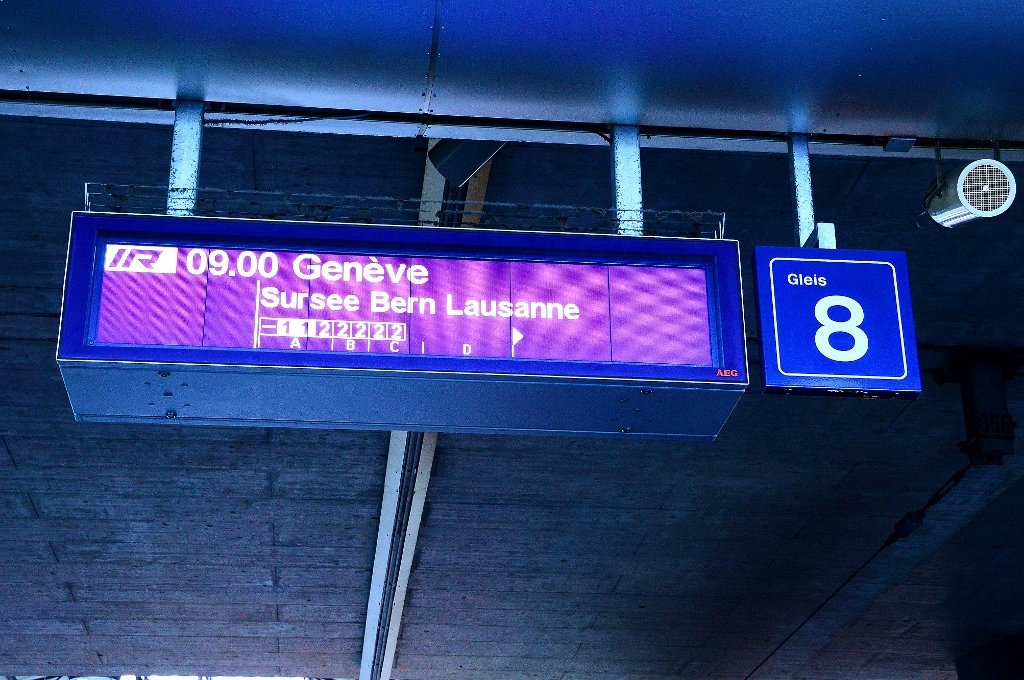 IR 09.00 Genève
Sursee Bern Lausanne
1 1 2 2 2 2 2
A B C D
AEG
Gleis
8